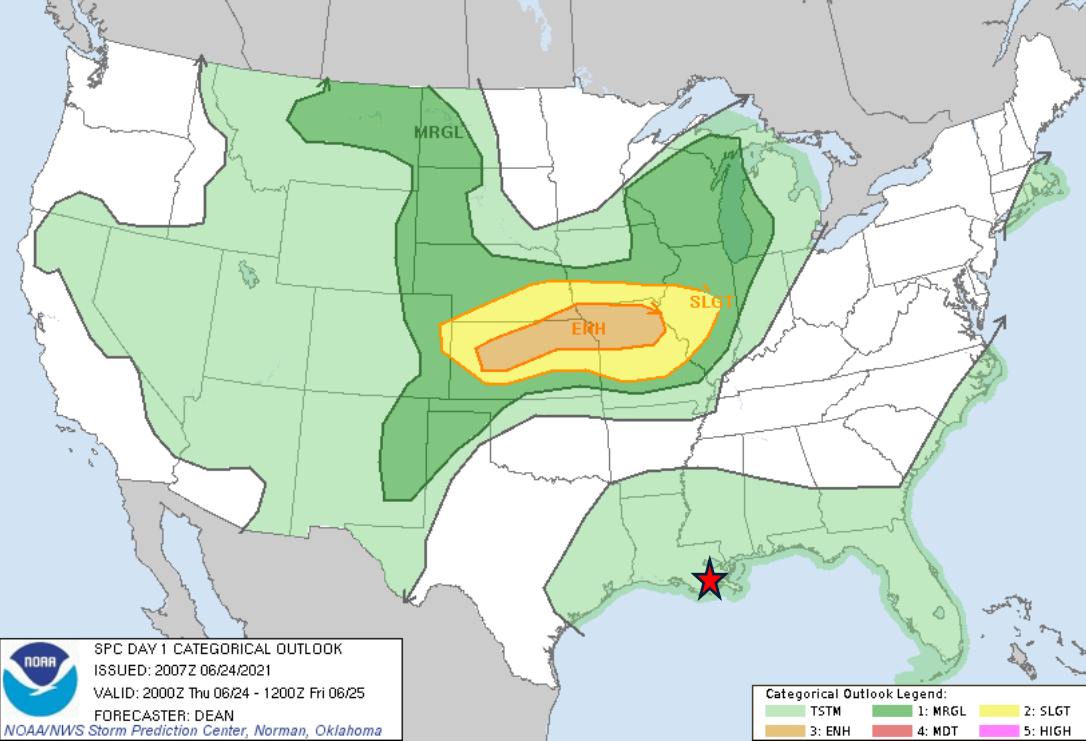 MRGL
SLGT
ENH
NOAA
SPC DAY 1 CATEGORICAL OUTLOOK
ISSUED: 2007Z 06/24/2021
VALID: 2000Z Thu 06/24 - 1200Z Fri 06/25
FORECASTER: DEAN
NOAA/NWS Storm Prediction Center, Norman, Oklahoma
Categorical Outlook Legend:
TSTM 1: MRGL 2: SLGT
3: ENH 4: MDT 5: HIGH